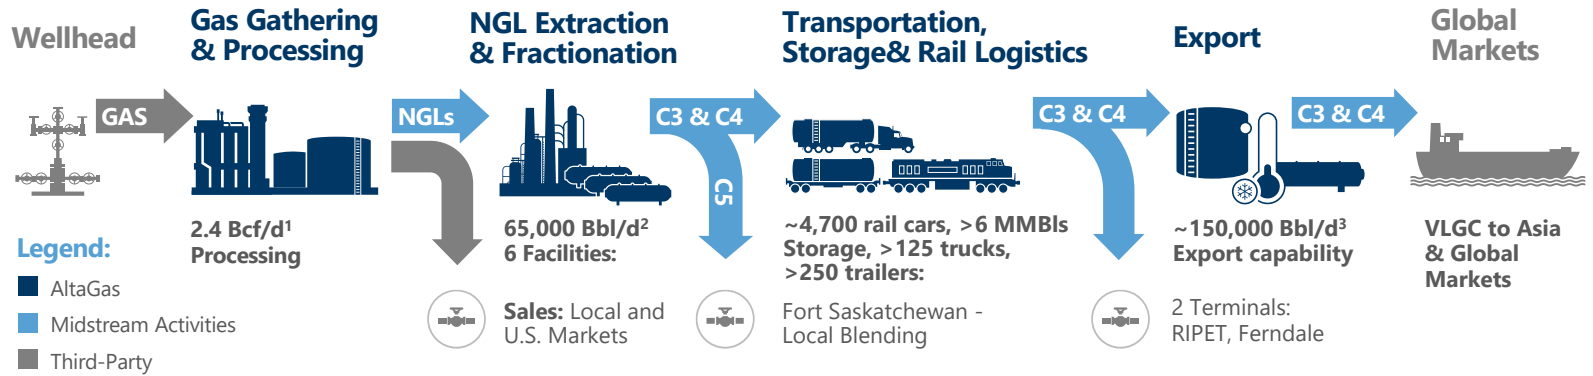 Wellhead
Gas Gathering
& Processing
NGL Extraction
& Fractionation
Transportation,
Storage& Rail Logistics
Export
Global
Markets
GAS
NGLs
C3 & C4
C5
C3 & C4
C3 & C4
2.4 Bcf/d¹
Processing
65,000 Bbl/d²
6 Facilities:
~4,700 rail cars, >6 MMBls
Storage, >125 trucks,
>250 trailers:
~150,000 Bbl/d³
Export capability
VLGC to Asia
& Global
Markets
Legend:
AltaGas
Midstream Activities
Third-Party
Sales: Local and
U.S. Markets
Fort Saskatchewan -
Local Blending
2 Terminals:
RIPET, Ferndale